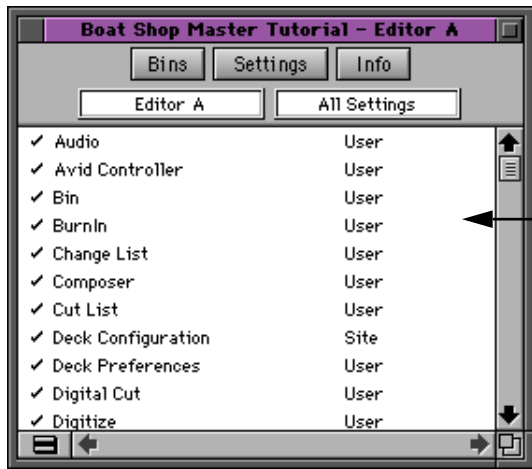 Boat Shop Master Tutorial – Editor A
Bins Settings Info
Editor A All Settings
✓ Audio User
✓ Avid Controller User
✓ Bin User
✓ BurnIn User
✓ Change List User
✓ Composer User
✓ Cut List User
✓ Deck Configuration Site
✓ Deck Preferences User
✓ Digital Cut User
✓ Digitize User